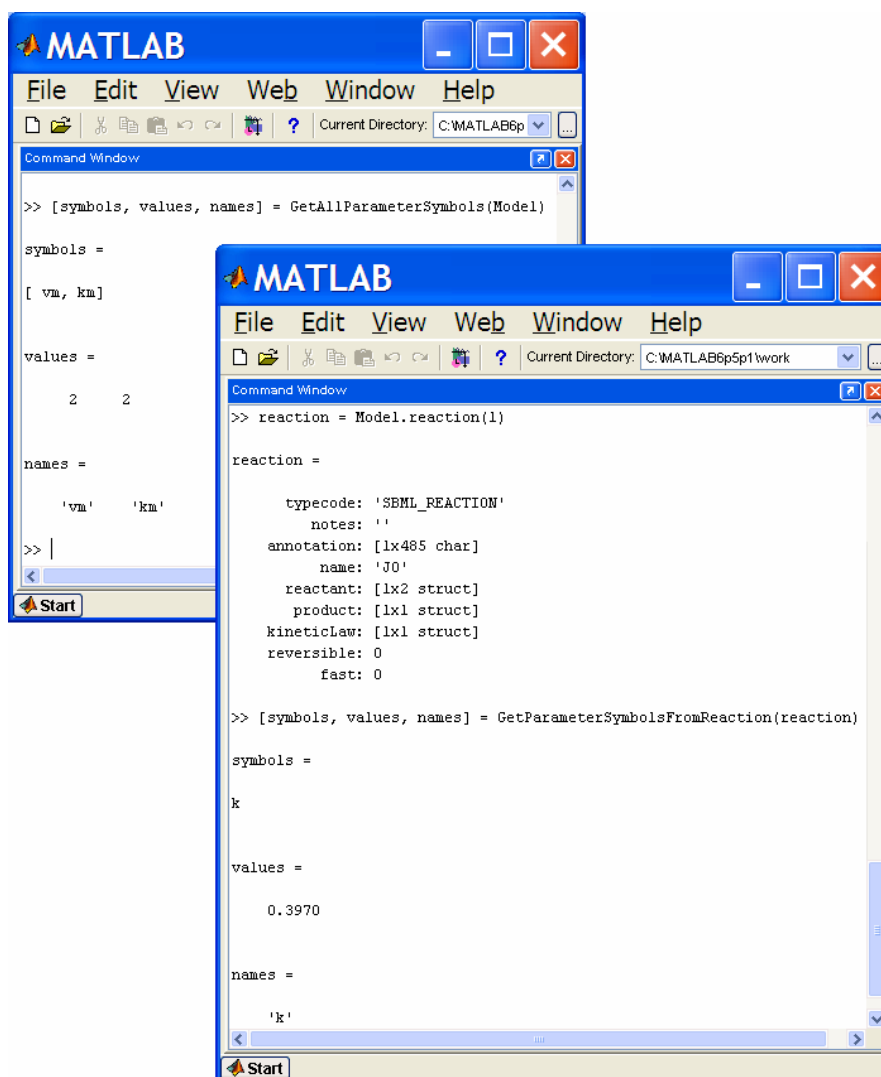 MATLAB
File Edit View Web Window Help
Current Directory: C:\MATLAB6p ...
Command Window
>> [symbols, values, names] = GetAllParameterSymbols(Model)
symbols =
[ vm, km]
values =
2 2
names =
'vm' 'km'
>>
Start
MATLAB
File Edit View Web Window Help
Current Directory: C:\MATLAB6p5p1\work ...
Command Window
>> reaction = Model.reaction(1)
reaction =
typecode: 'SBML_REACTION'
notes: ''
annotation: [1x485 char]
name: 'J0'
reactant: [1x2 struct]
product: [1x1 struct]
kineticLaw: [1x1 struct]
reversible: 0
fast: 0
>> [symbols, values, names] = GetParameterSymbolsFromReaction(reaction)
symbols =
k
values =
0.3970
names =
'k'
Start